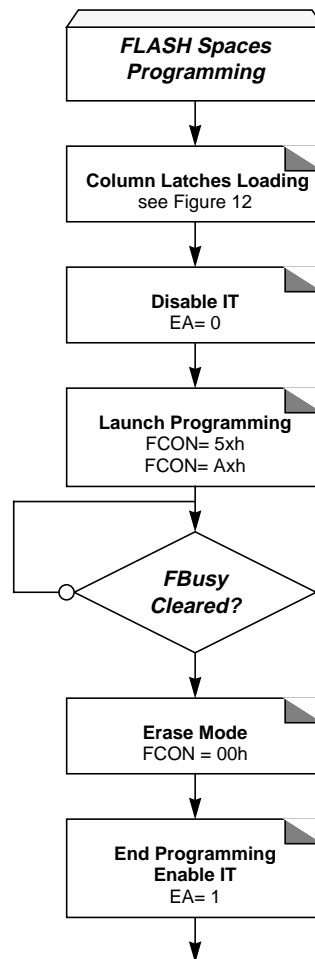 FLASH Spaces
Programming
Column Latches Loading
see Figure 12
Disable IT
EA= 0
Launch Programming
FCON= 5xh
FCON= Axh
FBusy
Cleared?
Erase Mode
FCON = 00h
End Programming
Enable IT
EA= 1